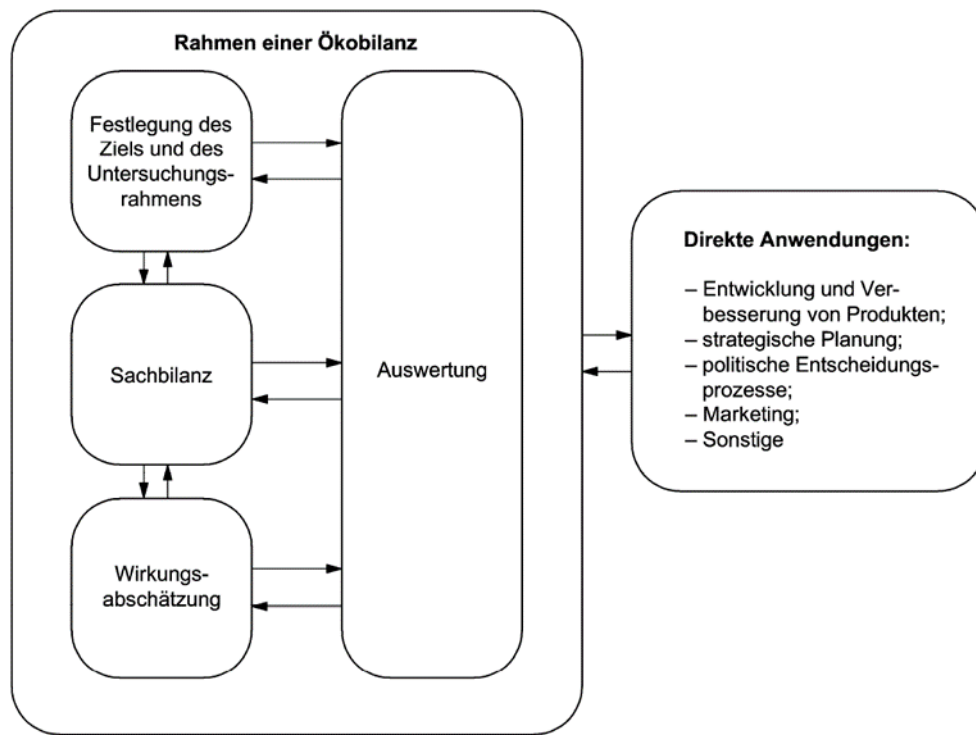 Rahmen einer Ökobilanz
Festlegung des
Ziels und des
Untersuchungs-
rahmens
Sachbilanz
Wirkungs-
abschätzung
Auswertung
Direkte Anwendungen:
– Entwicklung und Ver-
besserung von Produkten;
– strategische Planung;
– politische Entscheidungs-
prozesse;
– Marketing;
– Sonstige